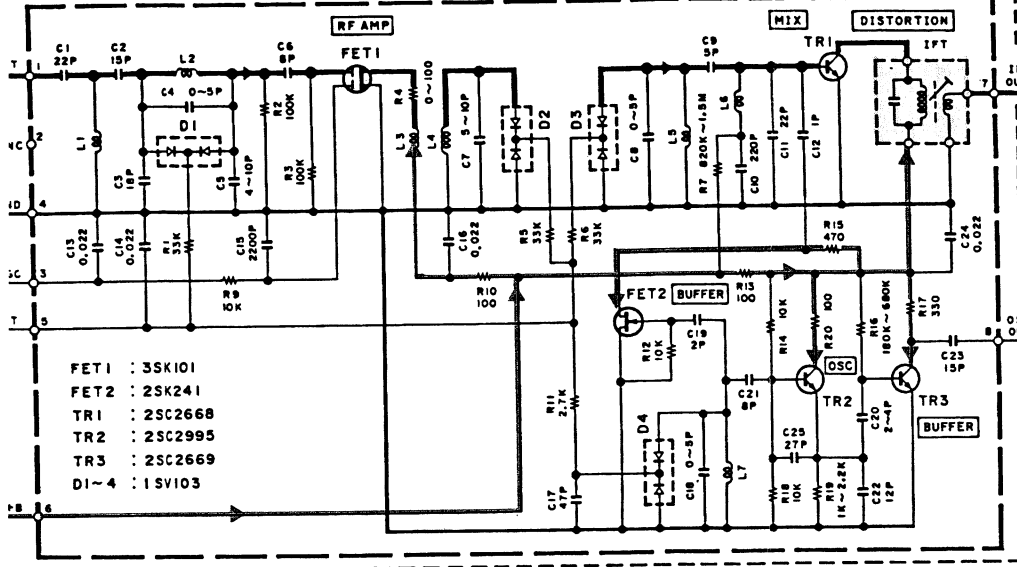 RF AMP
MIX
DISTORTION
C1
22P
C2
15P
L2
C4 0~5P
D1
C6
8P
R2
100K
R3
100K
FET1
R4
0~100
L3
L4
C7
5~10P
D2
D3
C8
0~5P
C9
5P
L5
L6
R7 820K~1.5M
C10
220P
C11
22P
C12
1P
TR1
IFT
7
T
1
2
NC
L1
C3
18P
C5
4~10P
ND
4
C13
0.022
C14
0.022
R1
33K
C15
2200P
C16
0.022
R5
33K
R6
33K
R15
470
C24
0.022
GC
3
R9
10K
R10
100
R13
100
FET2
BUFFER
R14
10K
R20
100
R16
180K~680K
R17
330
T
5
R12
10K
C19
2P
8
C23
15P
R11
2.7K
C21
8P
OSC
TR2
TR3
BUFFER
C20
2~4P
D4
C25
27P
C17
47P
C18
0~5P
L7
R18
10K
R19
1K~2.2K
C22
12P
FET1 : 3SK101
FET2 : 2SK241
TR1 : 2SC2668
TR2 : 2SC2995
TR3 : 2SC2669
D1~4 : 1SV103
+B
6